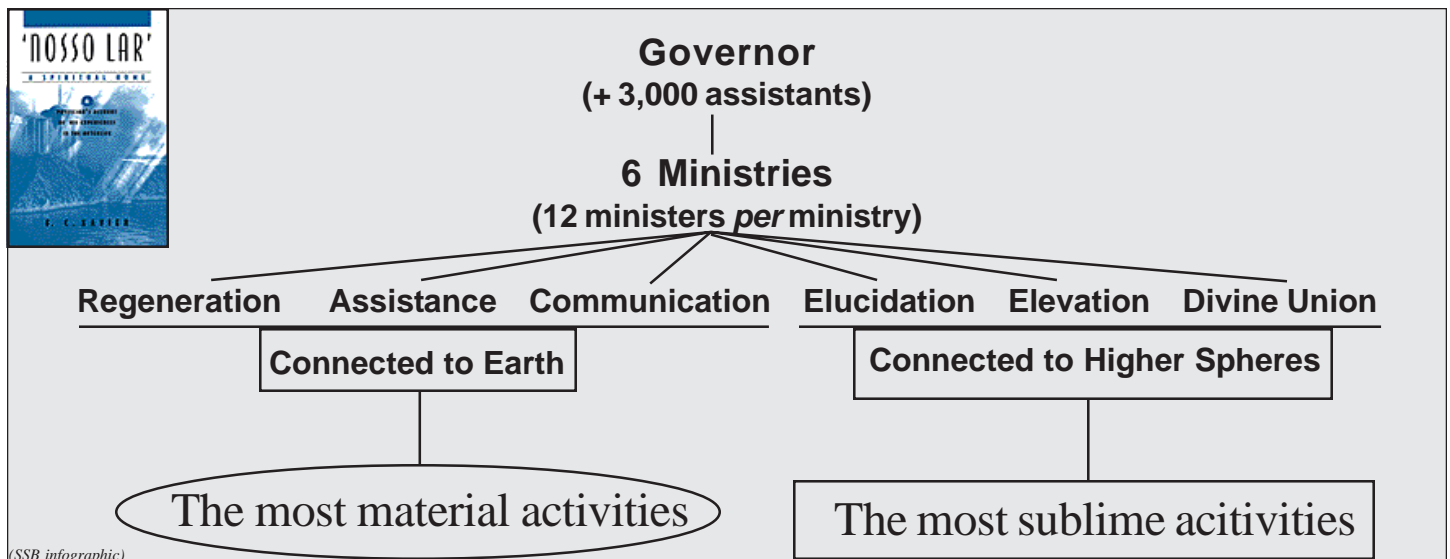 'NOSSO LAR'
A SPIRITUAL HOME
F. C. XAVIER
Governor
(+ 3,000 assistants)
6 Ministries
(12 ministers per ministry)
Regeneration Assistance Communication Elucidation Elevation Divine Union
Connected to Earth Connected to Higher Spheres
The most material activities The most sublime acitivities
(SSB infographic)